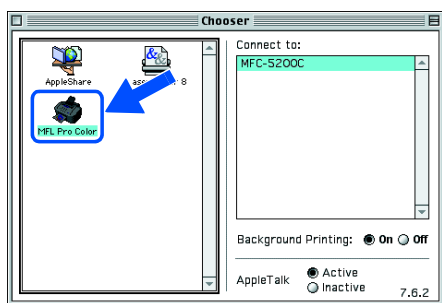 Chooser
AppleShare
8
MFL Pro Color
Connect to:
MFC-5200C
Background Printing: On Off
AppleTalk Active
Inactive
7.6.2